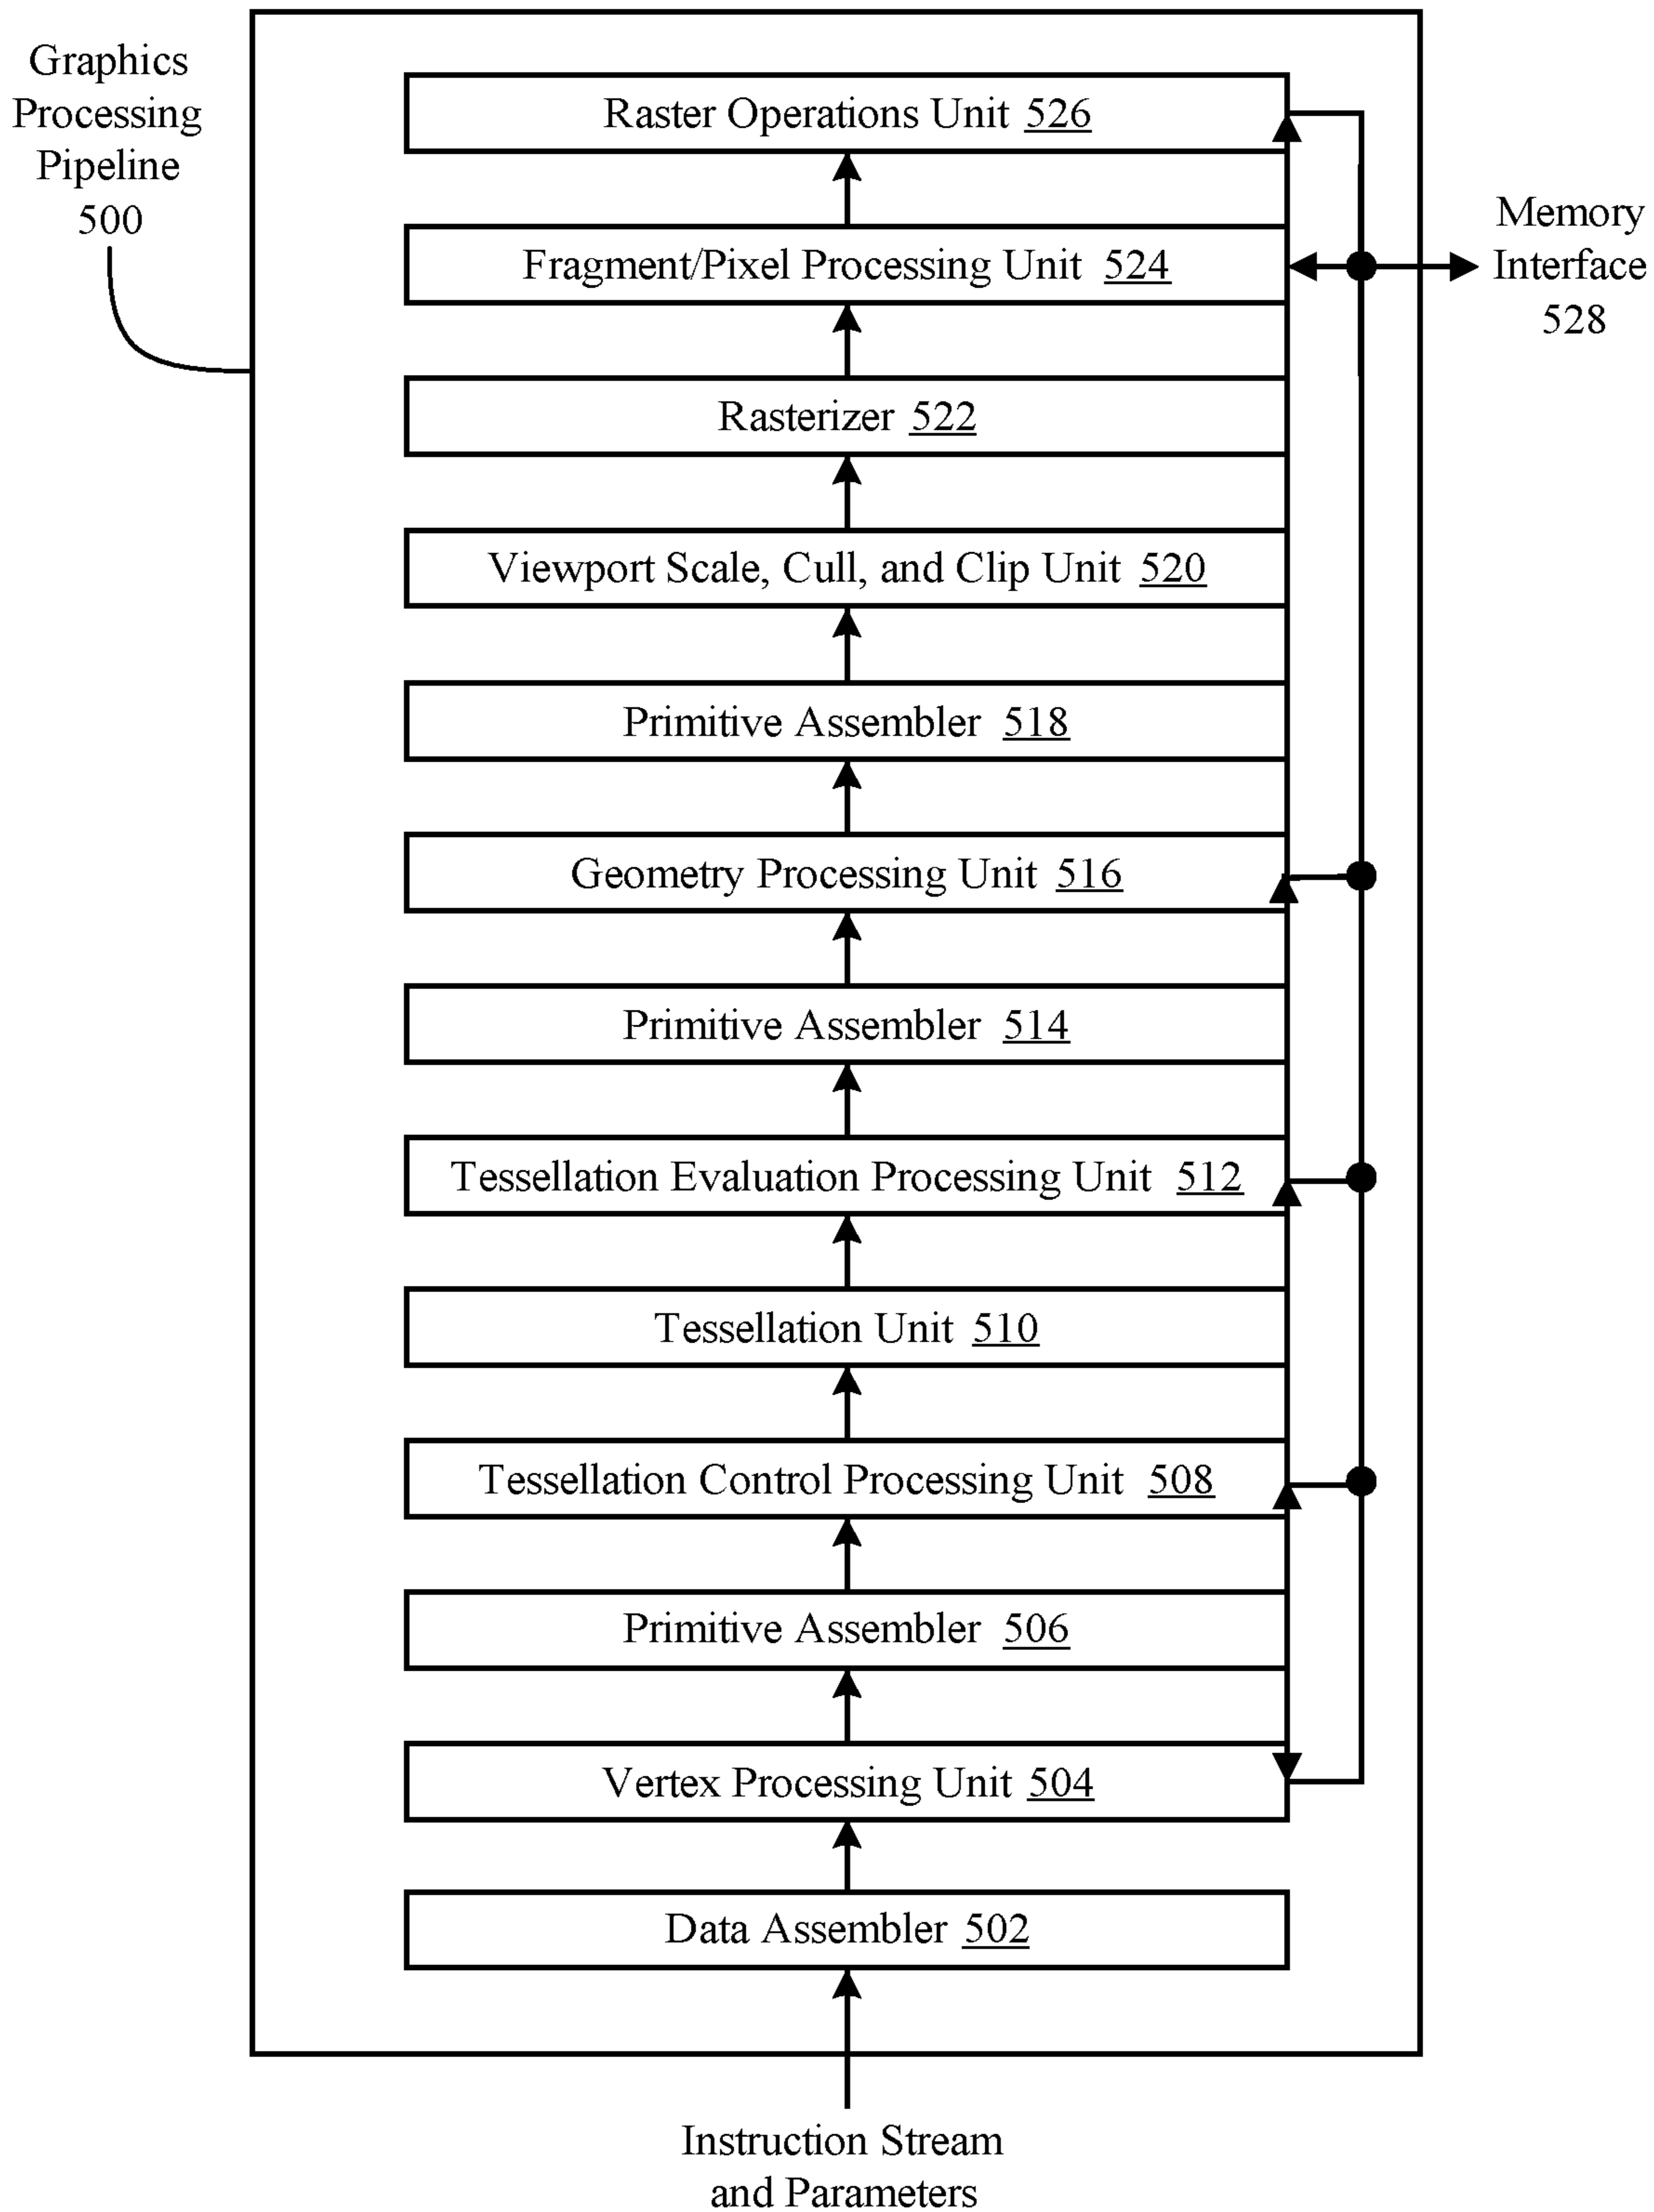 Graphics
Processing
Pipeline
500
Raster Operations Unit 526
Fragment/Pixel Processing Unit 524
Memory
Interface
528
Rasterizer 522
Viewport Scale, Cull, and Clip Unit 520
Primitive Assembler 518
Geometry Processing Unit 516
Primitive Assembler 514
Tessellation Evaluation Processing Unit 512
Tessellation Unit 510
Tessellation Control Processing Unit 508
Primitive Assembler 506
Vertex Processing Unit 504
Data Assembler 502
Instruction Stream
and Parameters